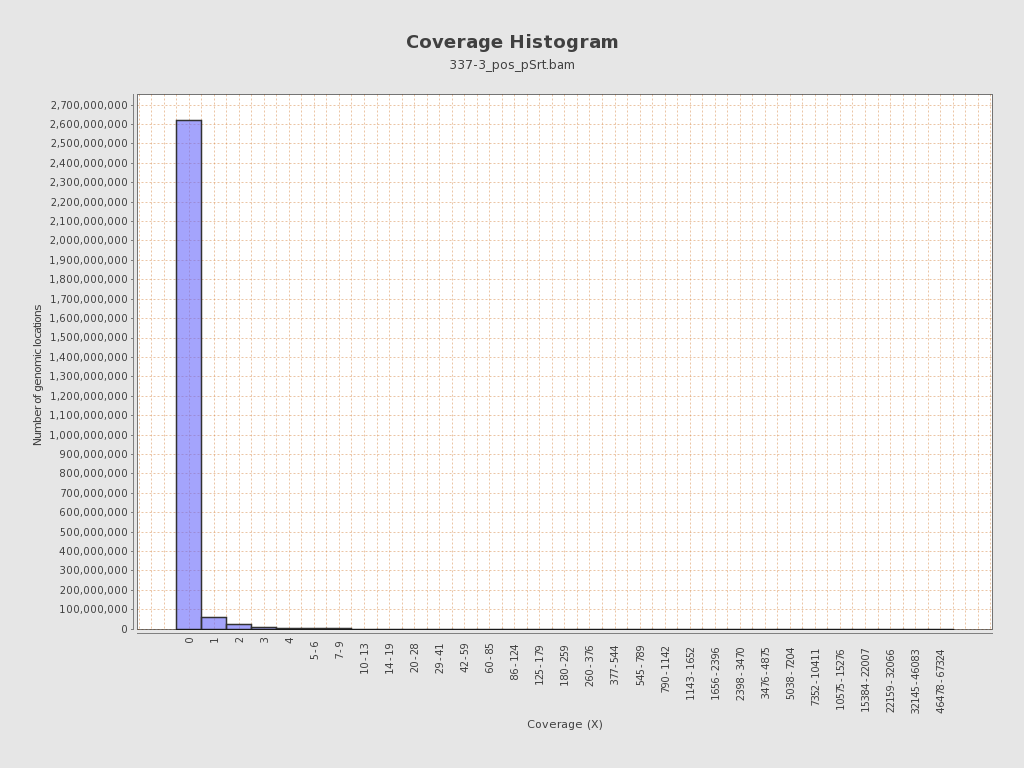 Coverage Histogram
337-3_pos_pSrt.bam
2,700,000,000
2,600,000,000
2,500,000,000
2,400,000,000
2,300,000,000
2,200,000,000
2,100,000,000
2,000,000,000
1,900,000,000
1,800,000,000
1,700,000,000
1,600,000,000
1,500,000,000
1,400,000,000
1,300,000,000
1,200,000,000
1,100,000,000
1,000,000,000
900,000,000
800,000,000
700,000,000
600,000,000
500,000,000
400,000,000
300,000,000
200,000,000
100,000,000
0
Number of genomic locations
0
1
2
3
4
5 - 6
7 - 9
10 - 13
14 - 19
20 - 28
29 - 41
42 - 59
60 - 85
86 - 124
125 - 179
180 - 259
260 - 376
377 - 544
545 - 789
790 - 1142
1143 - 1652
1656 - 2396
2398 - 3470
3476 - 4875
5038 - 7204
7352 - 10411
10575 - 15276
15384 - 22007
22159 - 32066
32145 - 46083
46478 - 67324
Coverage (X)